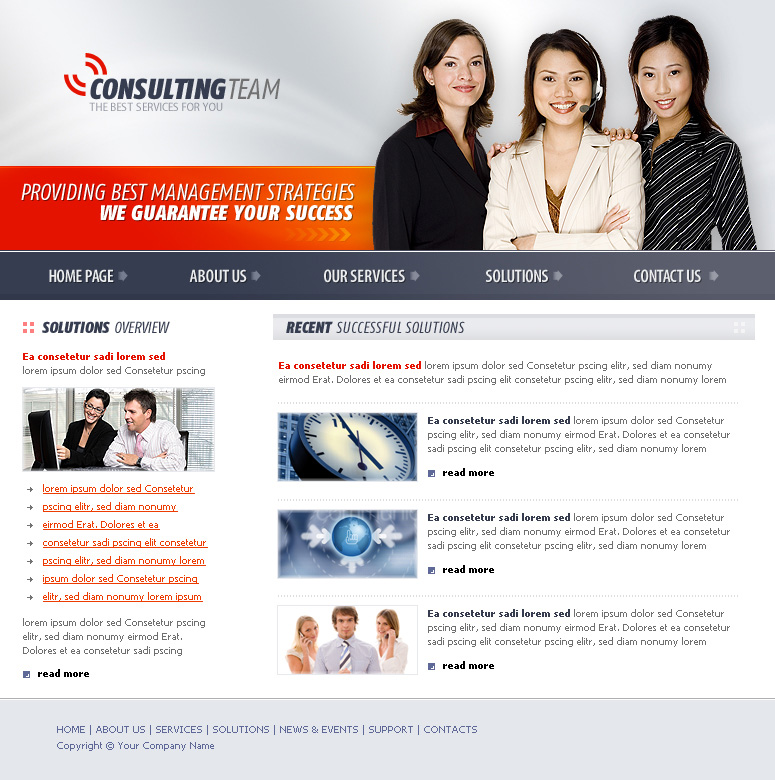 CONSULTING TEAM
THE BEST SERVICES FOR YOU
PROVIDING BEST MANAGEMENT STRATEGIES
WE GUARANTEE YOUR SUCCESS
HOME PAGE ABOUT US OUR SERVICES SOLUTIONS CONTACT US
SOLUTIONS OVERVIEW
Ea consetetur sadi lorem sed
lorem ipsum dolor sed Consetetur pscing
lorem ipsum dolor sed Consetetur
pscing elitr, sed diam nonumy
eirmod Erat. Dolores et ea
consetetur sadi pscing elit consetetur
pscing elitr, sed diam nonumy lorem
ipsum dolor sed Consetetur pscing
elitr, sed diam nonumy lorem ipsum
lorem ipsum dolor sed Consetetur pscing
elitr, sed diam nonumy eirmod Erat.
Dolores et ea consetetur sadi pscing
read more
RECENT SUCCESSFUL SOLUTIONS
Ea consetetur sadi lorem sed lorem ipsum dolor sed Consetetur pscing elitr, sed diam nonumy
eirmod Erat. Dolores et ea consetetur sadi pscing elit consetetur pscing elitr, sed diam nonumy lorem
Ea consetetur sadi lorem sed lorem ipsum dolor sed Consetetur
pscing elitr, sed diam nonumy eirmod Erat. Dolores et ea consetetur
sadi pscing elit consetetur pscing elitr, sed diam nonumy lorem
read more
Ea consetetur sadi lorem sed lorem ipsum dolor sed Consetetur
pscing elitr, sed diam nonumy eirmod Erat. Dolores et ea consetetur
sadi pscing elit consetetur pscing elitr, sed diam nonumy lorem
read more
Ea consetetur sadi lorem sed lorem ipsum dolor sed Consetetur
pscing elitr, sed diam nonumy eirmod Erat. Dolores et ea consetetur
sadi pscing elit consetetur pscing elitr, sed diam nonumy lorem
read more
HOME | ABOUT US | SERVICES | SOLUTIONS | NEWS & EVENTS | SUPPORT | CONTACTS
Copyright © Your Company Name